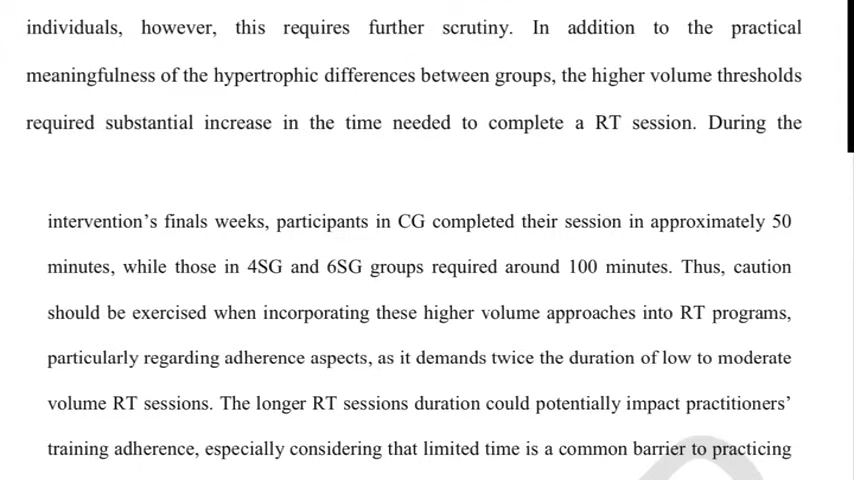 individuals, however, this requires further scrutiny. In addition to the practical
meaningfulness of the hypertrophic differences between groups, the higher volume thresholds
required substantial increase in the time needed to complete a RT session. During the
intervention’s finals weeks, participants in CG completed their session in approximately 50
minutes, while those in 4SG and 6SG groups required around 100 minutes. Thus, caution
should be exercised when incorporating these higher volume approaches into RT programs,
particularly regarding adherence aspects, as it demands twice the duration of low to moderate
volume RT sessions. The longer RT sessions duration could potentially impact practitioners’
training adherence, especially considering that limited time is a common barrier to practicing